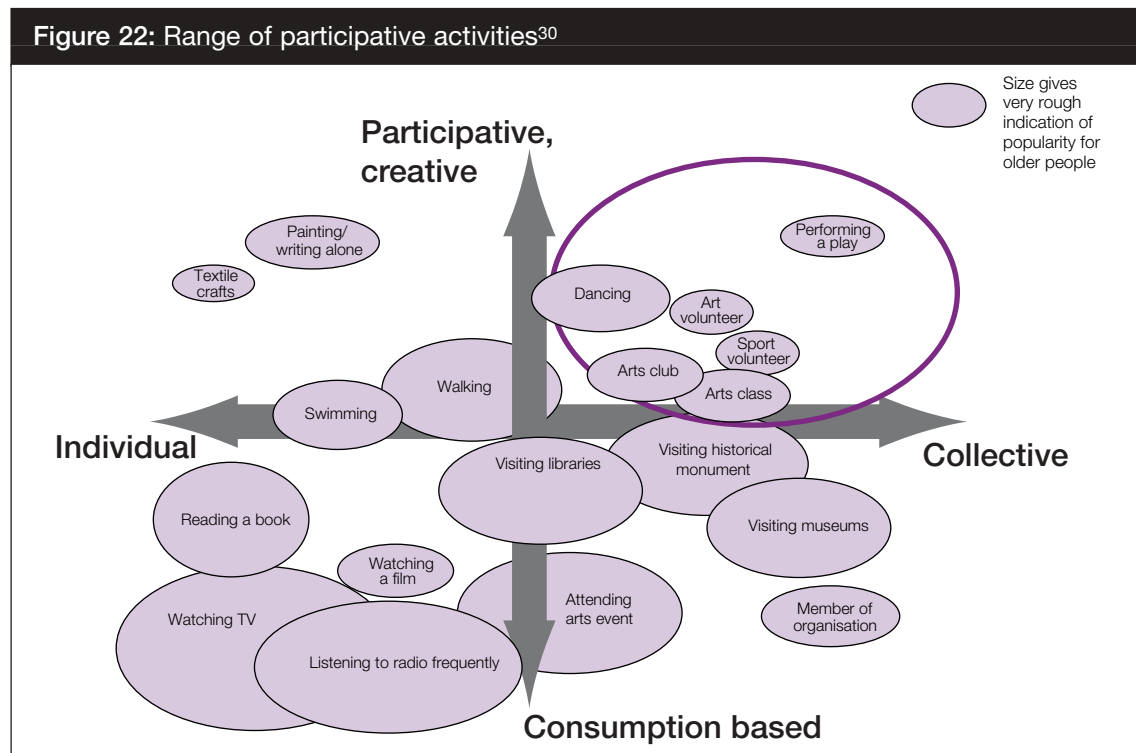 Figure 22: Range of participative activities30
Size gives
very rough
indication of
popularity for
older people
Participative,
creative
Painting/
writing alone
Performing
a play
Textile
crafts
Dancing
Art
volunteer
Sport
volunteer
Walking
Arts club
Arts class
Swimming
Individual
Collective
Visiting libraries
Visiting historical
monument
Reading a book
Visiting museums
Watching
a film
Watching TV
Attending
arts event
Member of
organisation
Listening to radio frequently
Consumption based